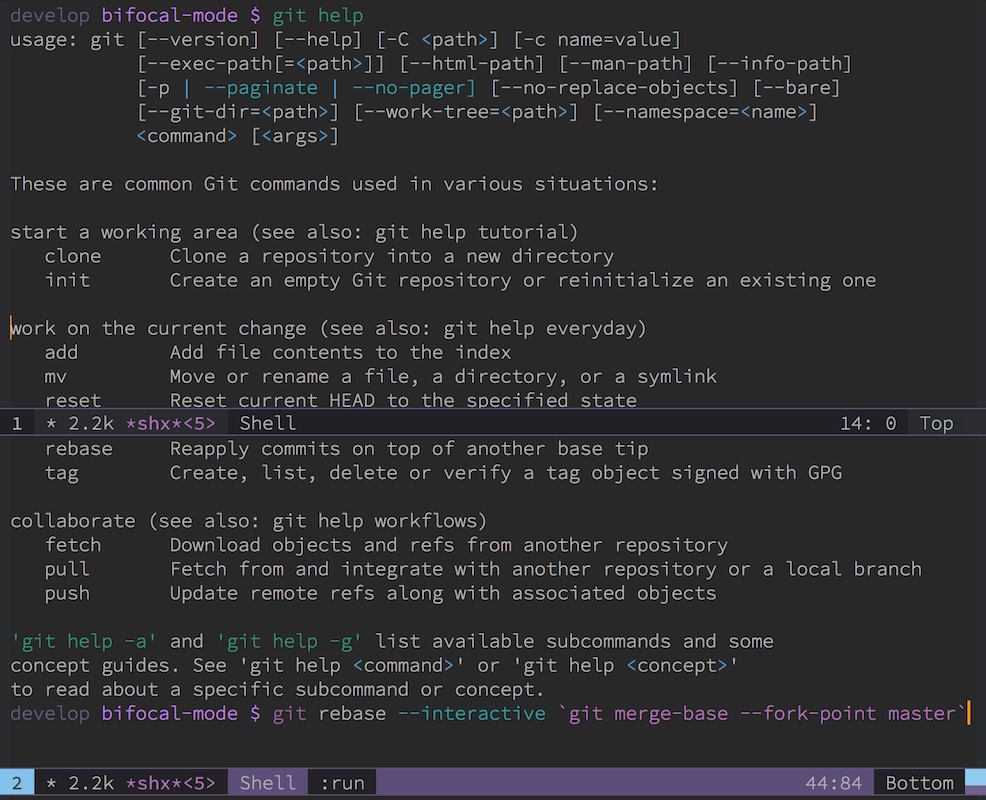 develop bifocal-mode $ git help
usage: git [--version] [--help] [-C <path>] [-c name=value]
           [--exec-path[=<path>]] [--html-path] [--man-path] [--info-path]
           [-p | --paginate | --no-pager] [--no-replace-objects] [--bare]
           [--git-dir=<path>] [--work-tree=<path>] [--namespace=<name>]
           <command> [<args>]

These are common Git commands used in various situations:

start a working area (see also: git help tutorial)
   clone      Clone a repository into a new directory
   init       Create an empty Git repository or reinitialize an existing one

work on the current change (see also: git help everyday)
   add        Add file contents to the index
   mv         Move or rename a file, a directory, or a symlink
   reset      Reset current HEAD to the specified state
1 * 2.2k *shx*<5> Shell 14: 0 Top
   rebase     Reapply commits on top of another base tip
   tag        Create, list, delete or verify a tag object signed with GPG

collaborate (see also: git help workflows)
   fetch      Download objects and refs from another repository
   pull       Fetch from and integrate with another repository or a local branch
   push       Update remote refs along with associated objects

'git help -a' and 'git help -g' list available subcommands and some
concept guides. See 'git help <command>' or 'git help <concept>'
to read about a specific subcommand or concept.
develop bifocal-mode $ git rebase --interactive `git merge-base --fork-point master`
2 * 2.2k *shx*<5> Shell :run 44:84 Bottom